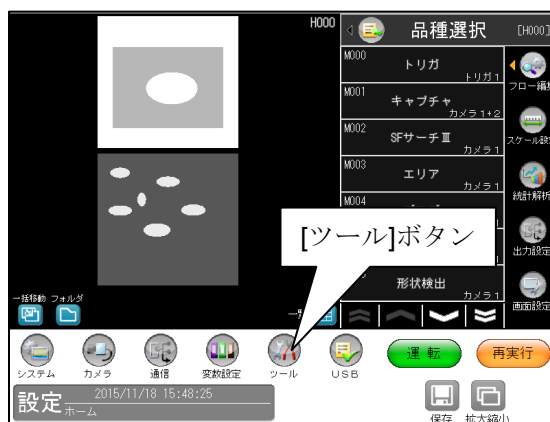 H000
品種選択
[H000]
M000
トリガ
トリガ1
M001
キャプチャ
カメラ1+2
M002
SFサーチⅢ
カメラ1
M003
エリア
カメラ1
M004
形状検出
カメラ1
フロー編集
スケール設定
統計解析
出力設定
画面設定
[ツール]ボタン
一括移動 フォルダ
システム
カメラ
通信
変数設定
ツール
USB
運転
再実行
設定
2015/11/18 15:48:25
ホーム
保存
拡大縮小